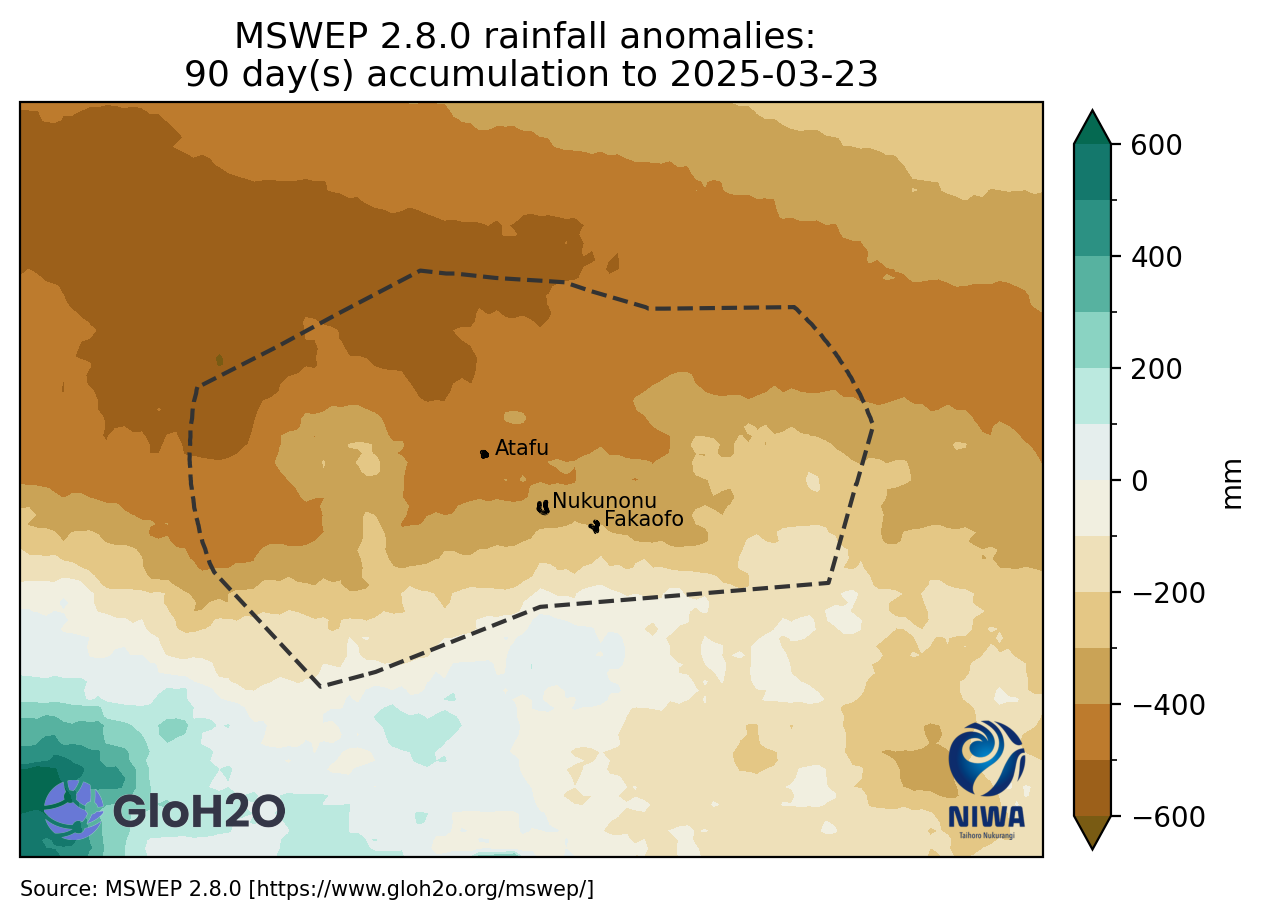 MSWEP 2.8.0 rainfall anomalies:
90 day(s) accumulation to 2025-03-23
600
400
200
0
−200
−400
−600
mm
Atafu
Nukunonu
Fakaofo
GloH2O
NIWA
Taihoro Nukurangi
Source: MSWEP 2.8.0 [https://www.gloh2o.org/mswep/]